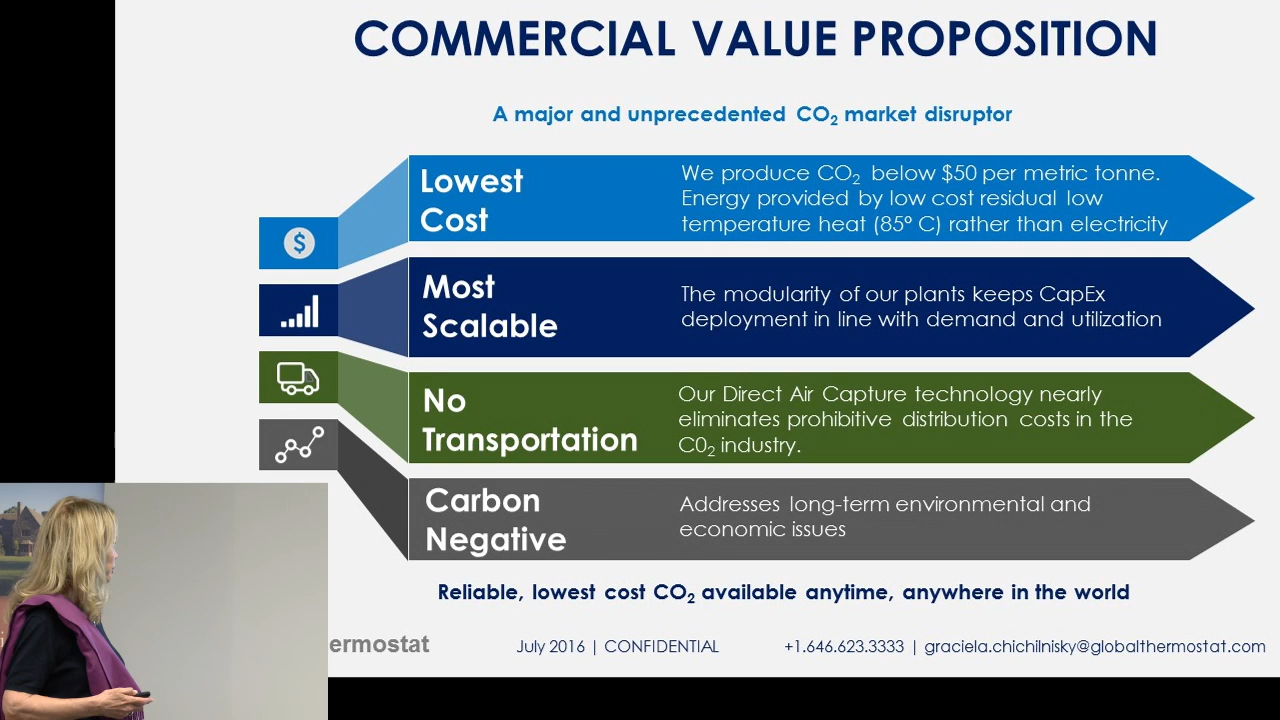 COMMERCIAL VALUE PROPOSITION
A major and unprecedented CO₂ market disruptor
$
Lowest
Cost
We produce CO₂ below $50 per metric tonne.
Energy provided by low cost residual low
temperature heat (85º C) rather than electricity
Most
Scalable
The modularity of our plants keeps CapEx
deployment in line with demand and utilization
No
Transportation
Our Direct Air Capture technology nearly
eliminates prohibitive distribution costs in the
C0₂ industry.
Carbon
Negative
Addresses long-term environmental and
economic issues
Reliable, lowest cost CO₂ available anytime, anywhere in the world
ermostat July 2016 | CONFIDENTIAL +1.646.623.3333 | graciela.chichilnisky@globalthermostat.com